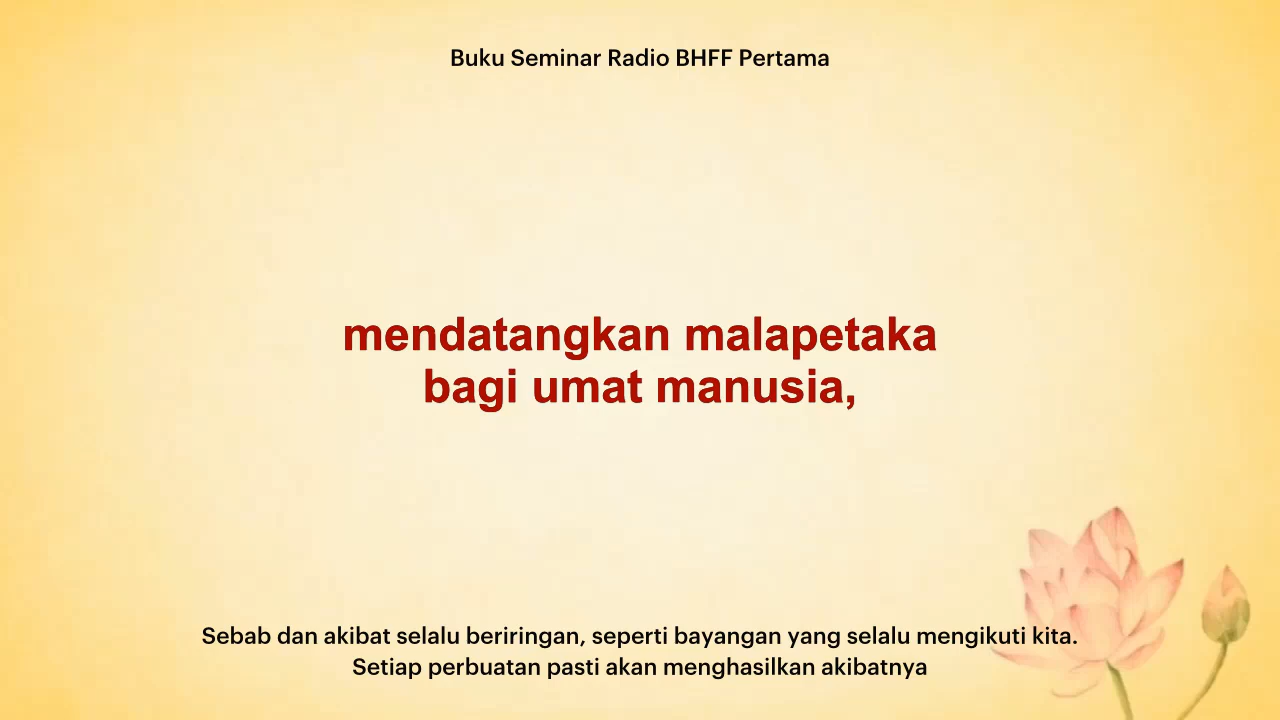 Buku Seminar Radio BHFF Pertama
mendatangkan malapetaka
bagi umat manusia,
Sebab dan akibat selalu beriringan, seperti bayangan yang selalu mengikuti kita.
Setiap perbuatan pasti akan menghasilkan akibatnya